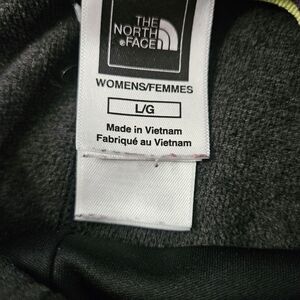 THE
NORTH
FACE
WOMENS/FEMMES
L/G
Made in Vietnam
Fabriqué au Vietnam